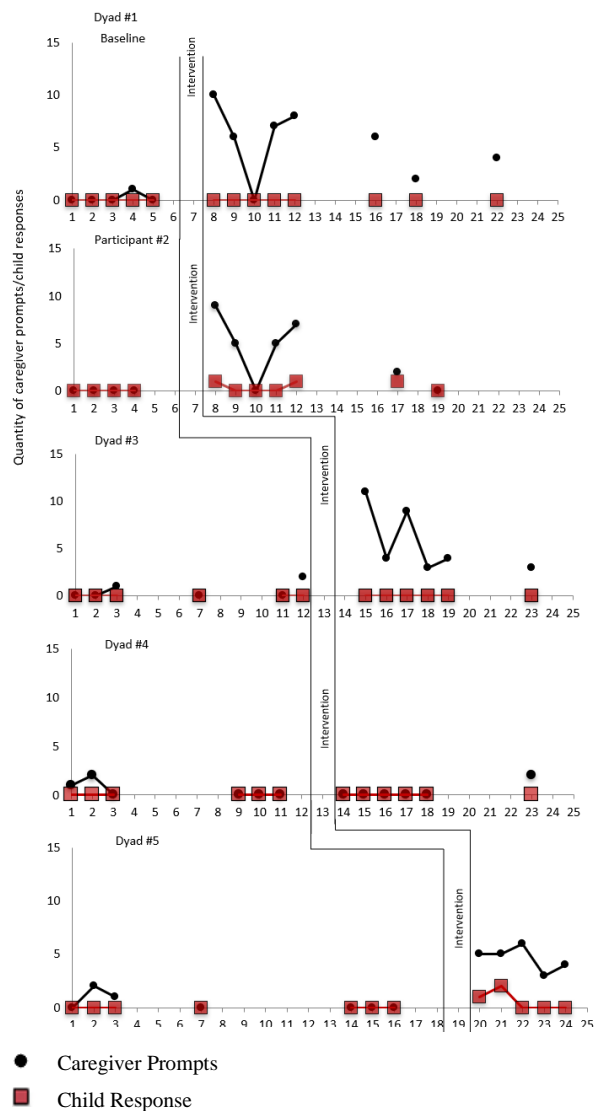 Dyad #1
Baseline
Intervention
15
10
5
0
1 2 3 4 5 6 7 8 9 10 11 12 13 14 15 16 17 18 19 20 21 22 23 24 25
Quantity of caregiver prompts/child responses
Participant #2
Intervention
15
10
5
0
1 2 3 4 5 6 7 8 9 10 11 12 13 14 15 16 17 18 19 20 21 22 23 24 25
Dyad #3
Intervention
15
10
5
0
1 2 3 4 5 6 7 8 9 10 11 12 13 14 15 16 17 18 19 20 21 22 23 24 25
Dyad #4
Intervention
15
10
5
0
1 2 3 4 5 6 7 8 9 10 11 12 13 14 15 16 17 18 19 20 21 22 23 24 25
Dyad #5
Intervention
15
10
5
0
1 2 3 4 5 6 7 8 9 10 11 12 13 14 15 16 17 18 19 20 21 22 23 24 25
Caregiver Prompts
Child Response